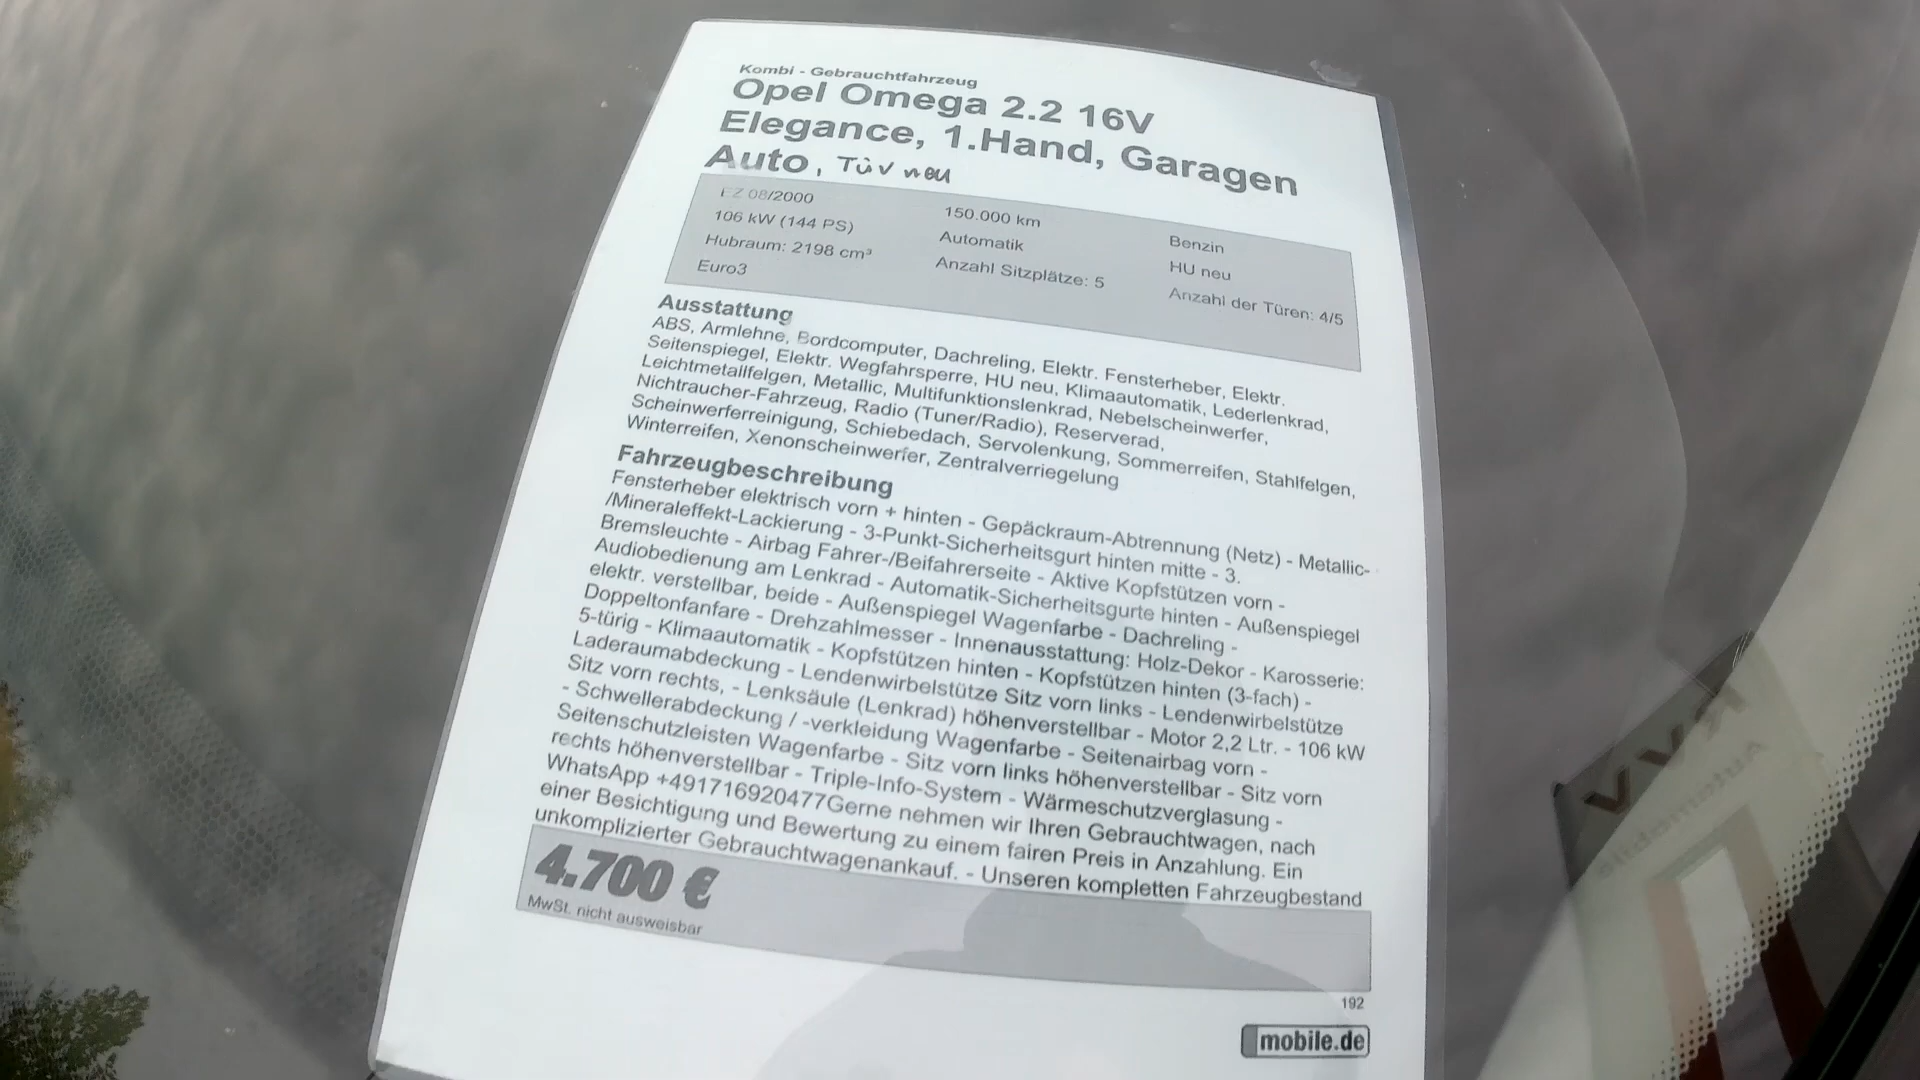 Kombi - Gebrauchtfahrzeug
Opel Omega 2.2 16V
Elegance, 1.Hand, Garagen
Auto, Tüv neu
EZ 08/2000
106 kW (144 PS)
Hubraum: 2198 cm³
Euro3
150.000 km
Automatik
Anzahl Sitzplätze: 5
Benzin
HU neu
Anzahl der Türen: 4/5
Ausstattung
ABS, Armlehne, Bordcomputer, Dachreling, Elektr. Fensterheber, Elektr.
Seitenspiegel, Elektr. Wegfahrsperre, HU neu, Klimaautomatik, Lederlenkrad,
Leichtmetallfelgen, Metallic, Multifunktionslenkrad, Nebelscheinwerfer,
Nichtraucher-Fahrzeug, Radio (Tuner/Radio), Reserverad,
Scheinwerferreinigung, Schiebedach, Servolenkung, Sommerreifen, Stahlfelgen,
Winterreifen, Xenonscheinwerfer, Zentralverriegelung
Fahrzeugbeschreibung
Fensterheber elektrisch vorn + hinten - Gepäckraum-Abtrennung (Netz) - Metallic-
/Mineraleffekt-Lackierung - 3-Punkt-Sicherheitsgurt hinten mitte - 3.
Bremsleuchte - Airbag Fahrer-/Beifahrerseite - Aktive Kopfstützen vorn -
Audiobedienung am Lenkrad - Automatik-Sicherheitsgurte hinten - Außenspiegel
elektr. verstellbar, beide - Außenspiegel Wagenfarbe - Dachreling -
Doppeltonfanfare - Drehzahlmesser - Innenausstattung: Holz-Dekor - Karosserie:
5-türig - Klimaautomatik - Kopfstützen hinten - Kopfstützen hinten (3-fach) -
Laderaumabdeckung - Lendenwirbelstütze Sitz vorn links - Lendenwirbelstütze
Sitz vorn rechts, - Lenksäule (Lenkrad) höhenverstellbar - Motor 2,2 Ltr. - 106 kW
- Schwellerabdeckung / -verkleidung Wagenfarbe - Seitenairbag vorn -
Seitenschutzleisten Wagenfarbe - Sitz vorn links höhenverstellbar - Sitz vorn
rechts höhenverstellbar - Triple-Info-System - Wärmeschutzverglasung -
WhatsApp +491716920477Gerne nehmen wir Ihren Gebrauchtwagen, nach
einer Besichtigung und Bewertung zu einem fairen Preis in Anzahlung. Ein
unkomplizierter Gebrauchtwagenankauf. - Unseren kompletten Fahrzeugbestand
4.700 €
MwSt. nicht ausweisbar
192
mobile.de